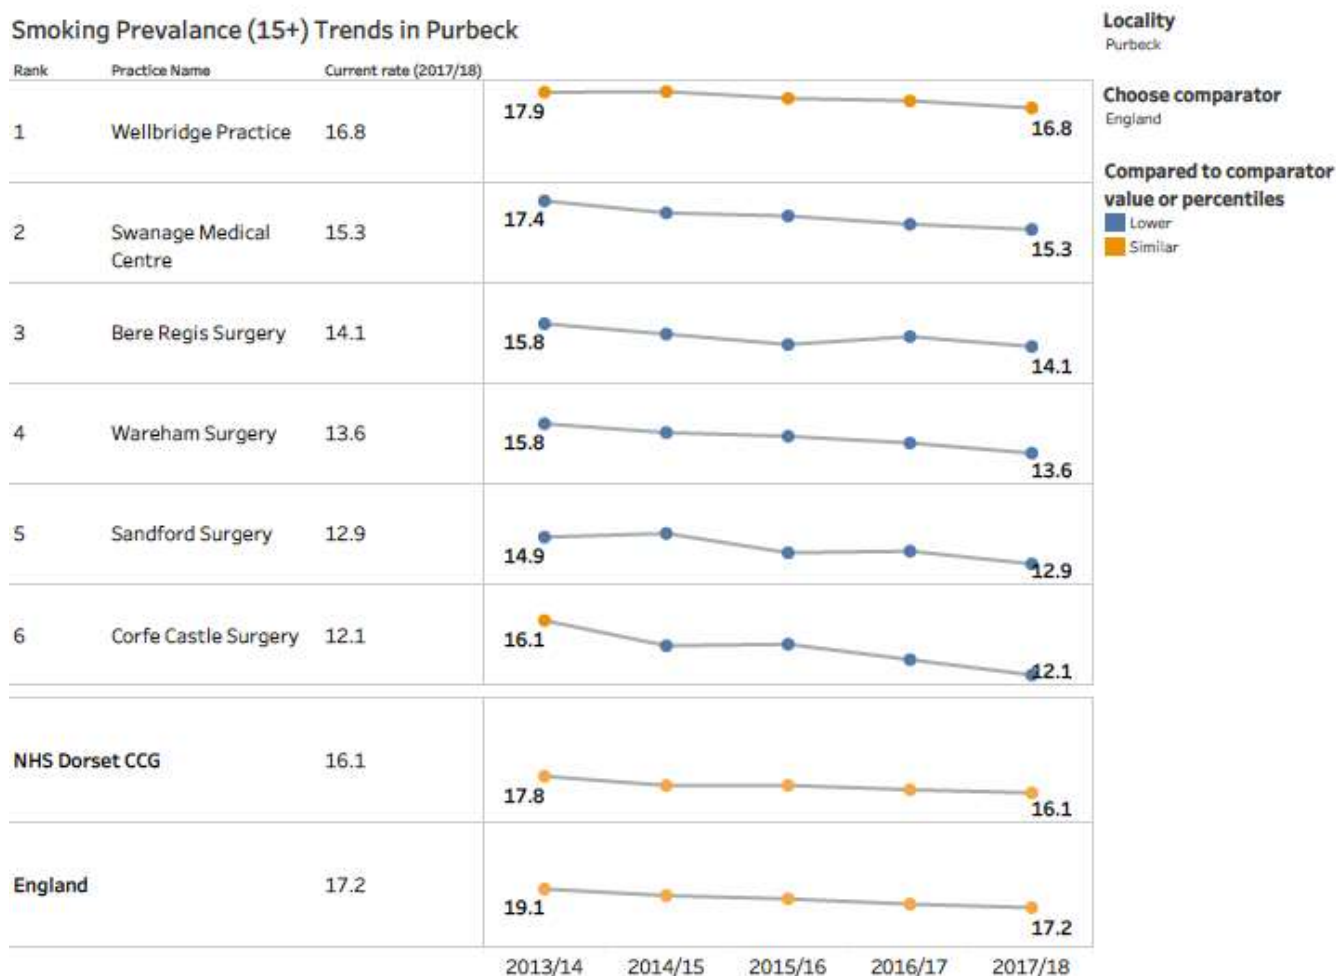 Smoking Prevalance (15+) Trends in Purbeck
Rank Practice Name Current rate (2017/18)
1 Wellbridge Practice 16.8 17.9 16.8
2 Swanage Medical Centre 15.3 17.4 15.3
3 Bere Regis Surgery 14.1 15.8 14.1
4 Wareham Surgery 13.6 15.8 13.6
5 Sandford Surgery 12.9 14.9 12.9
6 Corfe Castle Surgery 12.1 16.1 12.1
NHS Dorset CCG 16.1 17.8 16.1
England 17.2 19.1 17.2
2013/14 2014/15 2015/16 2016/17 2017/18
Locality
Purbeck
Choose comparator
England
Compared to comparator
value or percentiles
Lower
Similar